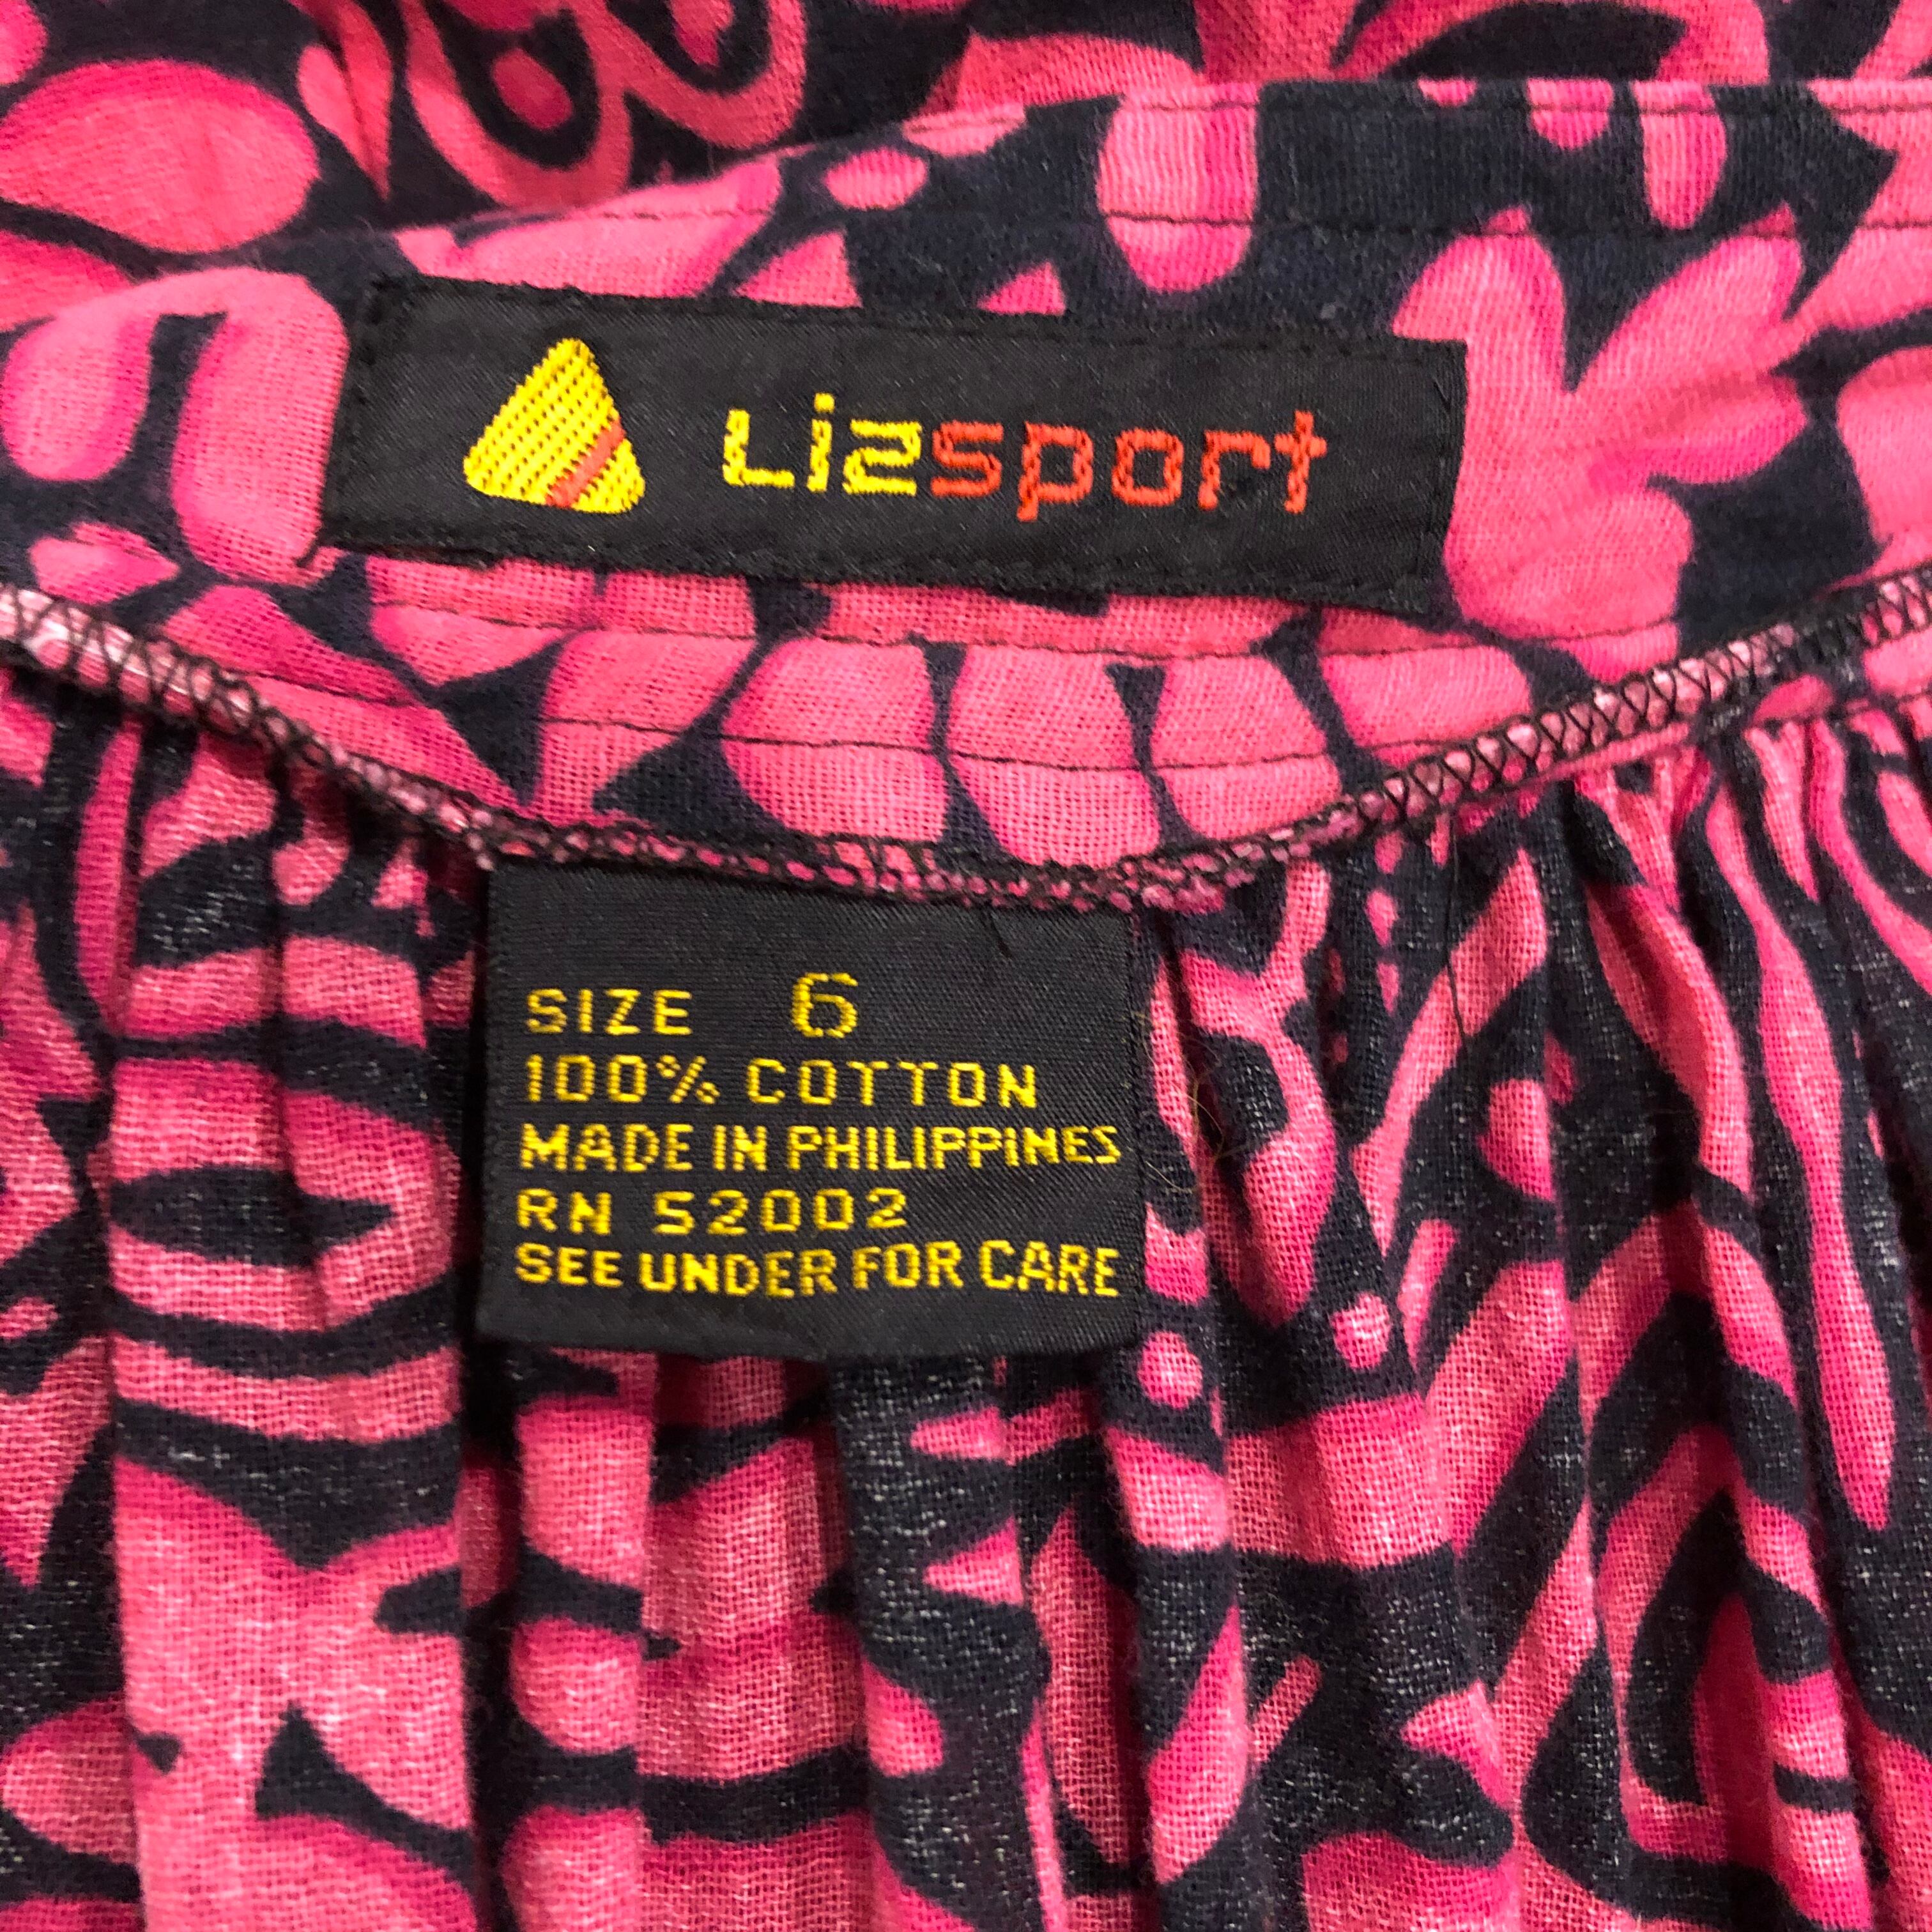 Lizsport
SIZE 6
100% COTTON
MADE IN PHILIPPINES
RN 52002
SEE UNDER FOR CARE